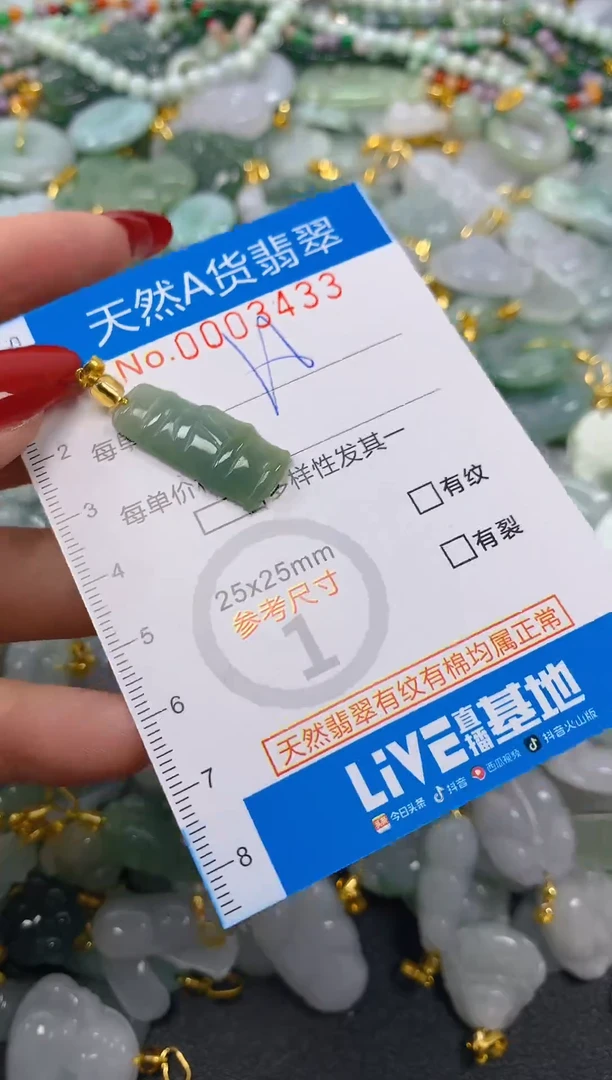 天然A货翡翠
No.0003433
A
每单
每单价 多样性发其一
有纹
有裂
25x25mm
参考尺寸
1
天然翡翠有纹有棉均属正常
LiVE直播基地
今日头条 抖音 西瓜视频 抖音火山版
2
3
4
5
6
7
8